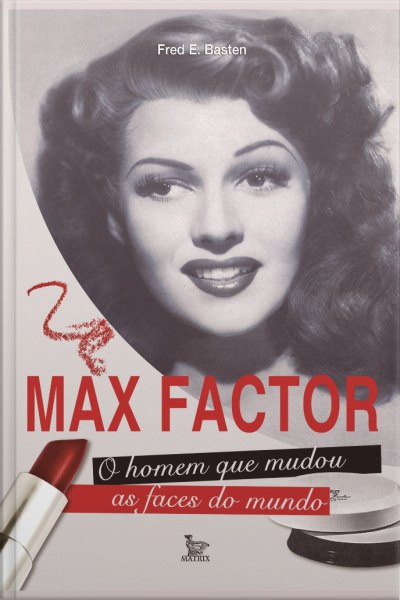 Fred E. Basten
MAX FACTOR
O homem que mudou
as faces do mundo
MATRIX